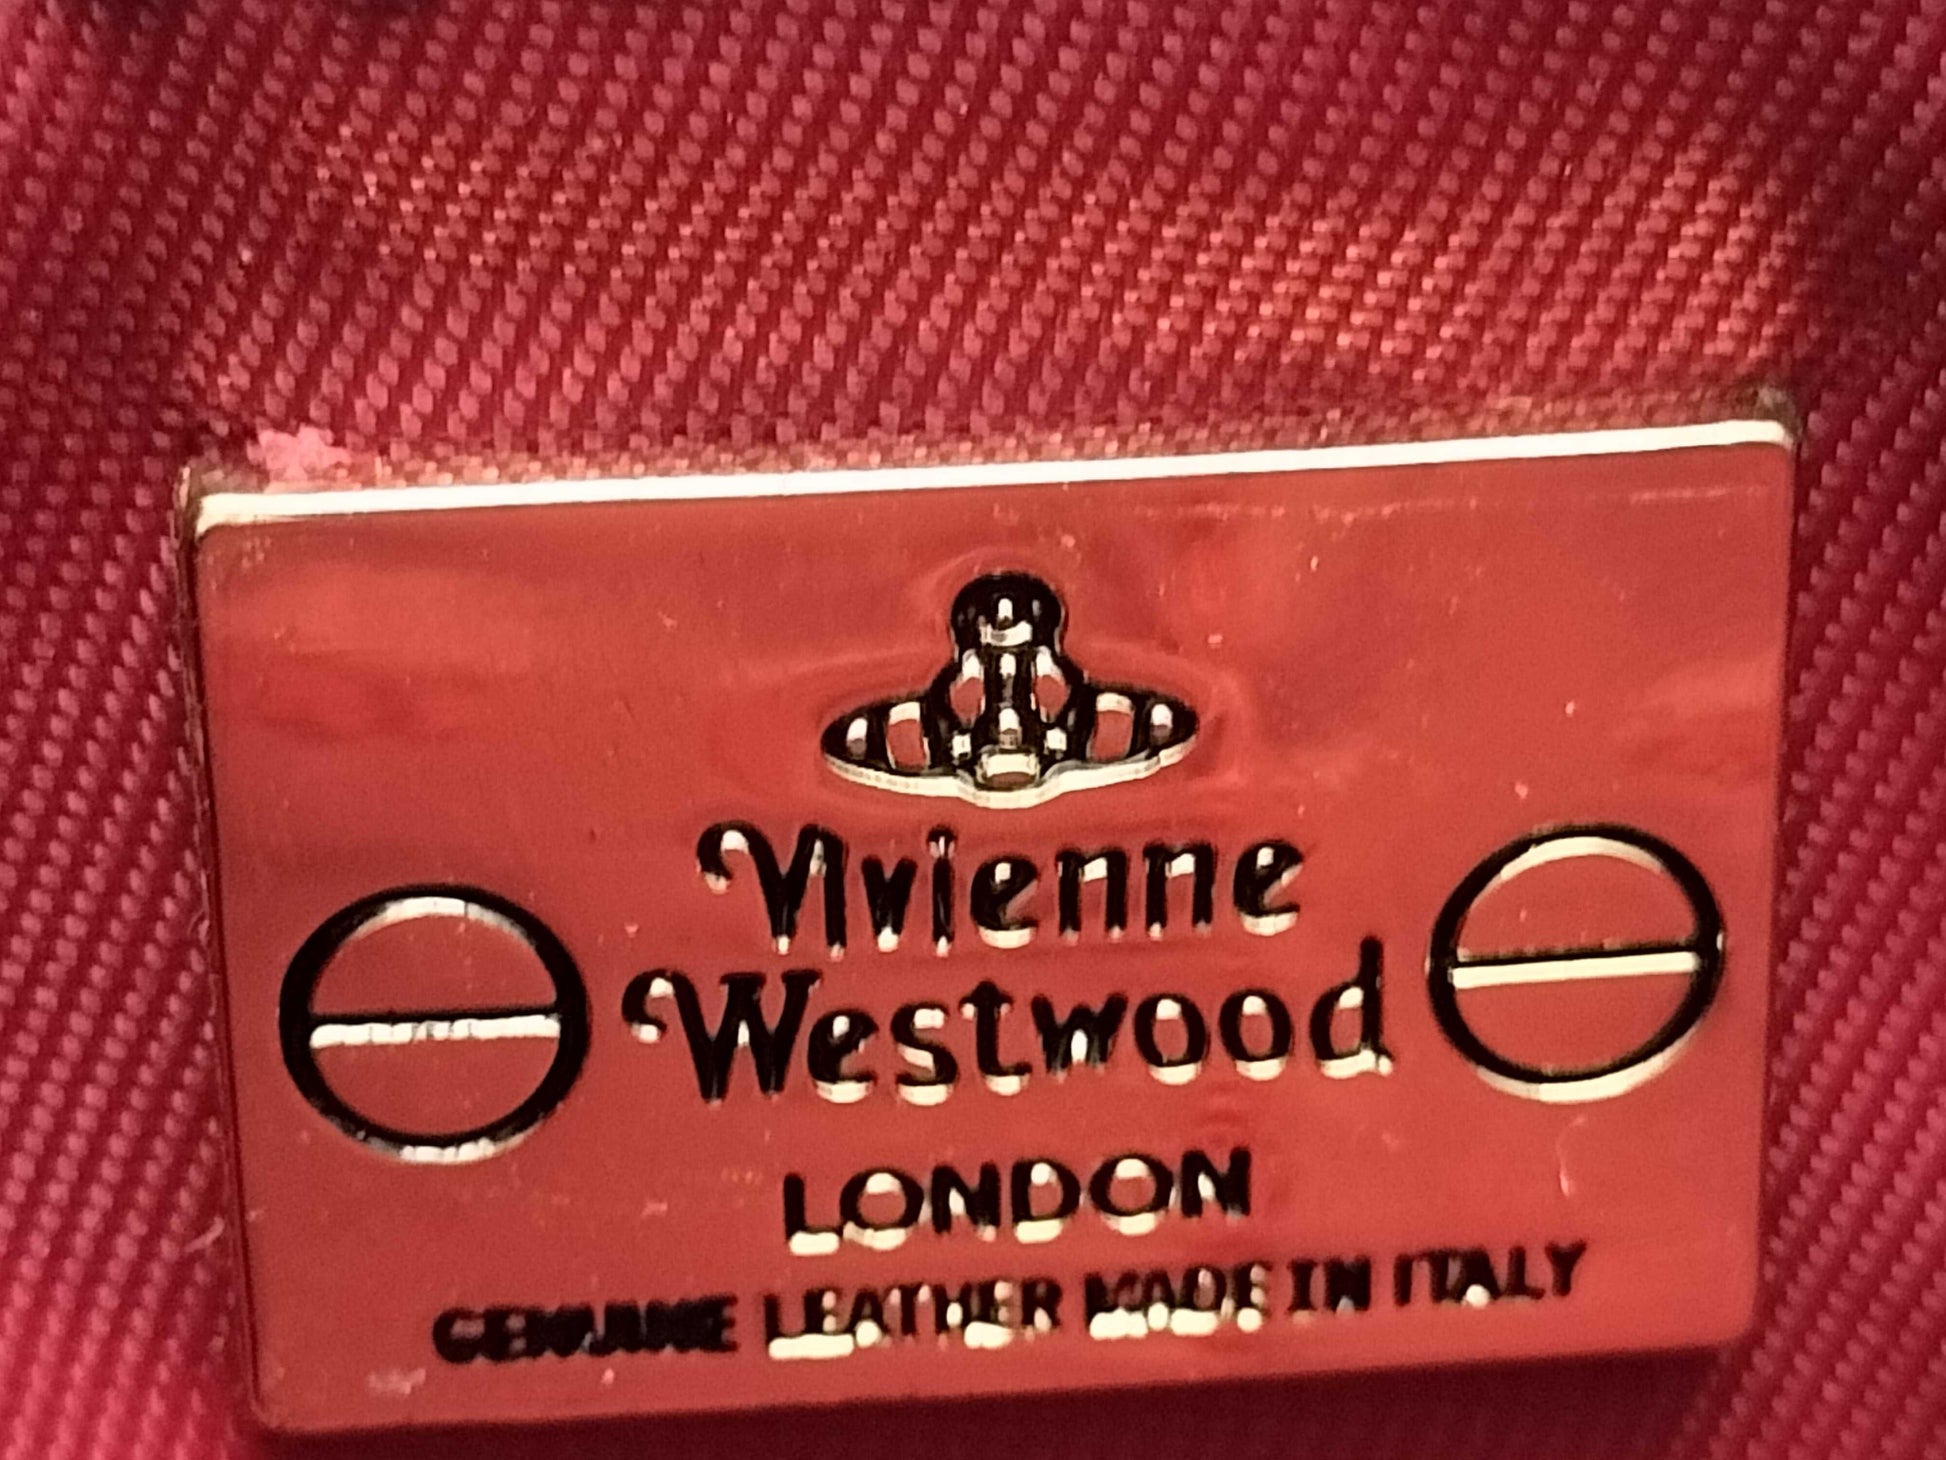 Vivienne
Westwood
LONDON
GENUINE LEATHER MADE IN ITALY